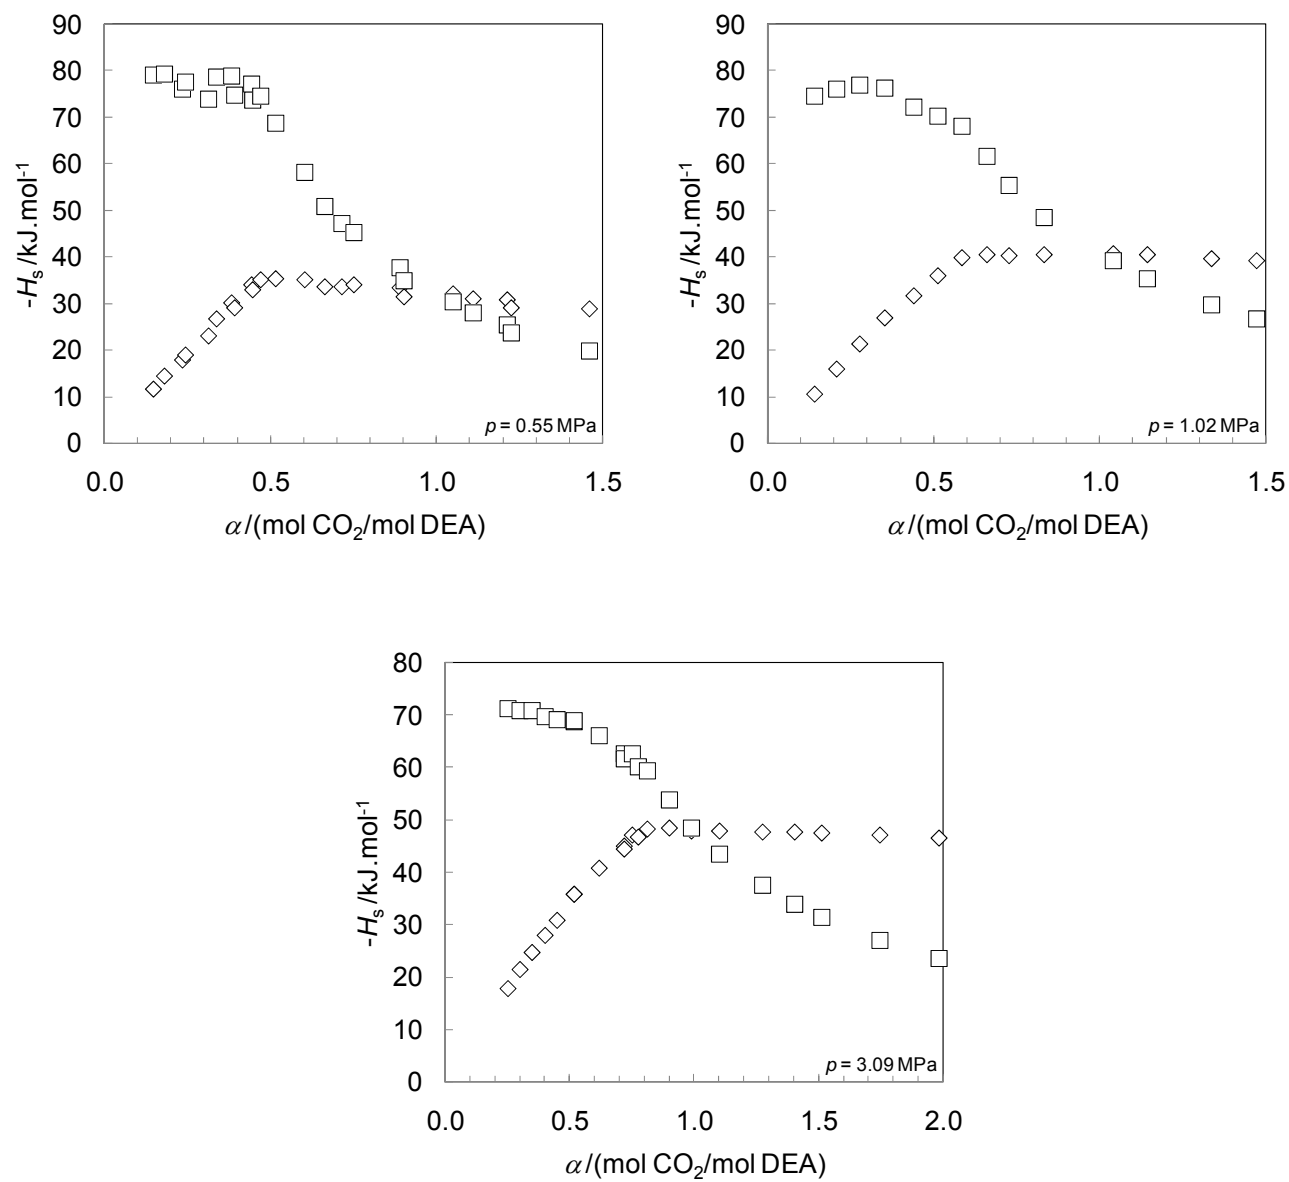 90
80
70
60
50
40
30
20
10
0
-Hs /kJ.mol-1
p = 0.55 MPa
0.0 0.5 1.0 1.5
α /(mol CO2/mol DEA)
90
80
70
60
50
40
30
20
10
0
-Hs /kJ.mol-1
p = 1.02 MPa
0.0 0.5 1.0 1.5
α /(mol CO2/mol DEA)
80
70
60
50
40
30
20
10
0
-Hs /kJ.mol-1
p = 3.09 MPa
0.0 0.5 1.0 1.5 2.0
α /(mol CO2/mol DEA)